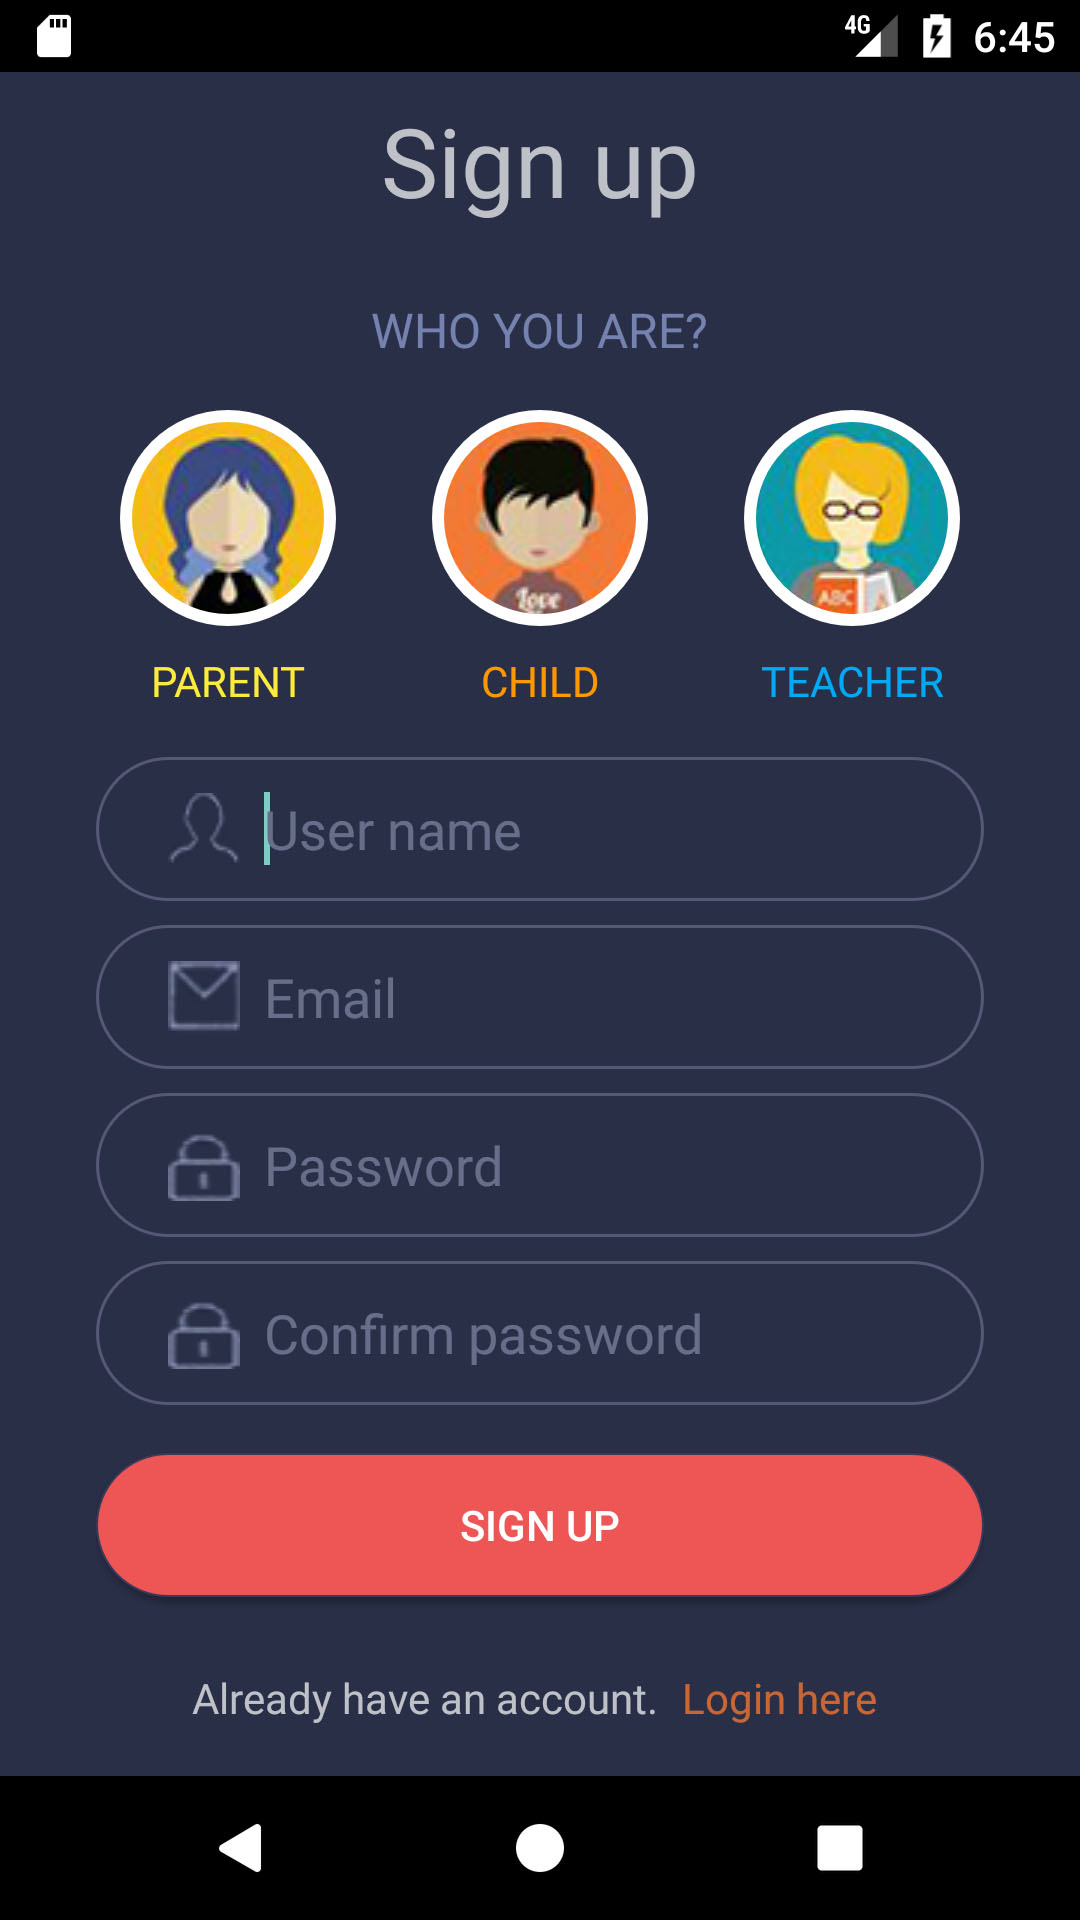 4G 6:45
Sign up
WHO YOU ARE?
Love
ABC A
PARENT CHILD TEACHER
User name
Email
Password
Confirm password
SIGN UP
Already have an account. Login here